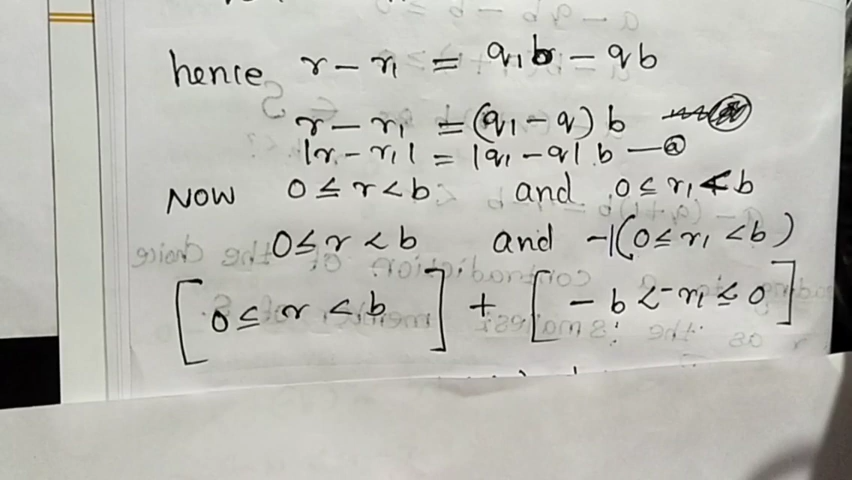 hence r - r₁ = q₁b - qb
r - r₁ = (q₁ - q) b
|r - r₁| = |q₁ - q| b — ⓐ
NOW 0 ≤ r < b and 0 ≤ r₁ < b
0 ≤ r < b and -1(0 ≤ r₁ < b)
[0 ≤ r < b] + [- b < -r₁ ≤ 0]